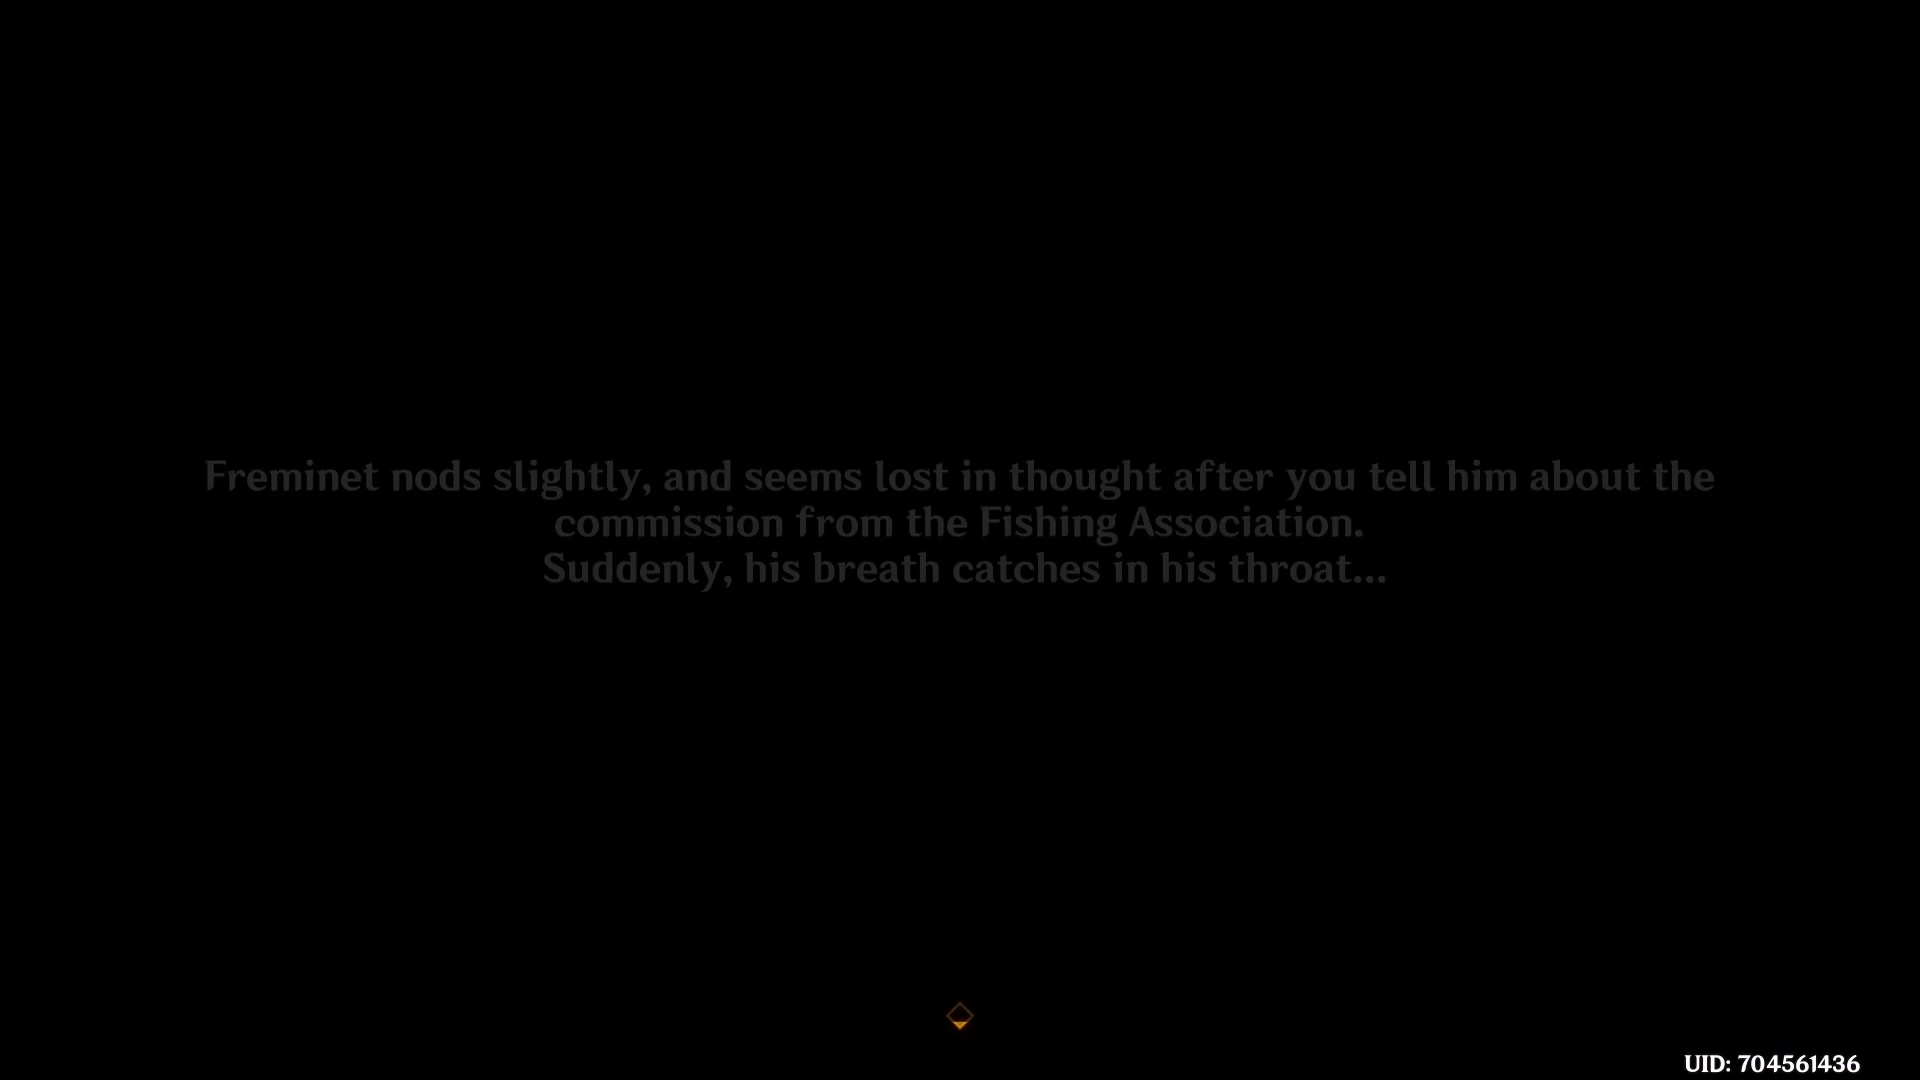 Freminet nods slightly, and seems lost in thought after you tell him about the
commission from the Fishing Association.
Suddenly, his breath catches in his throat...
UID: 704561436